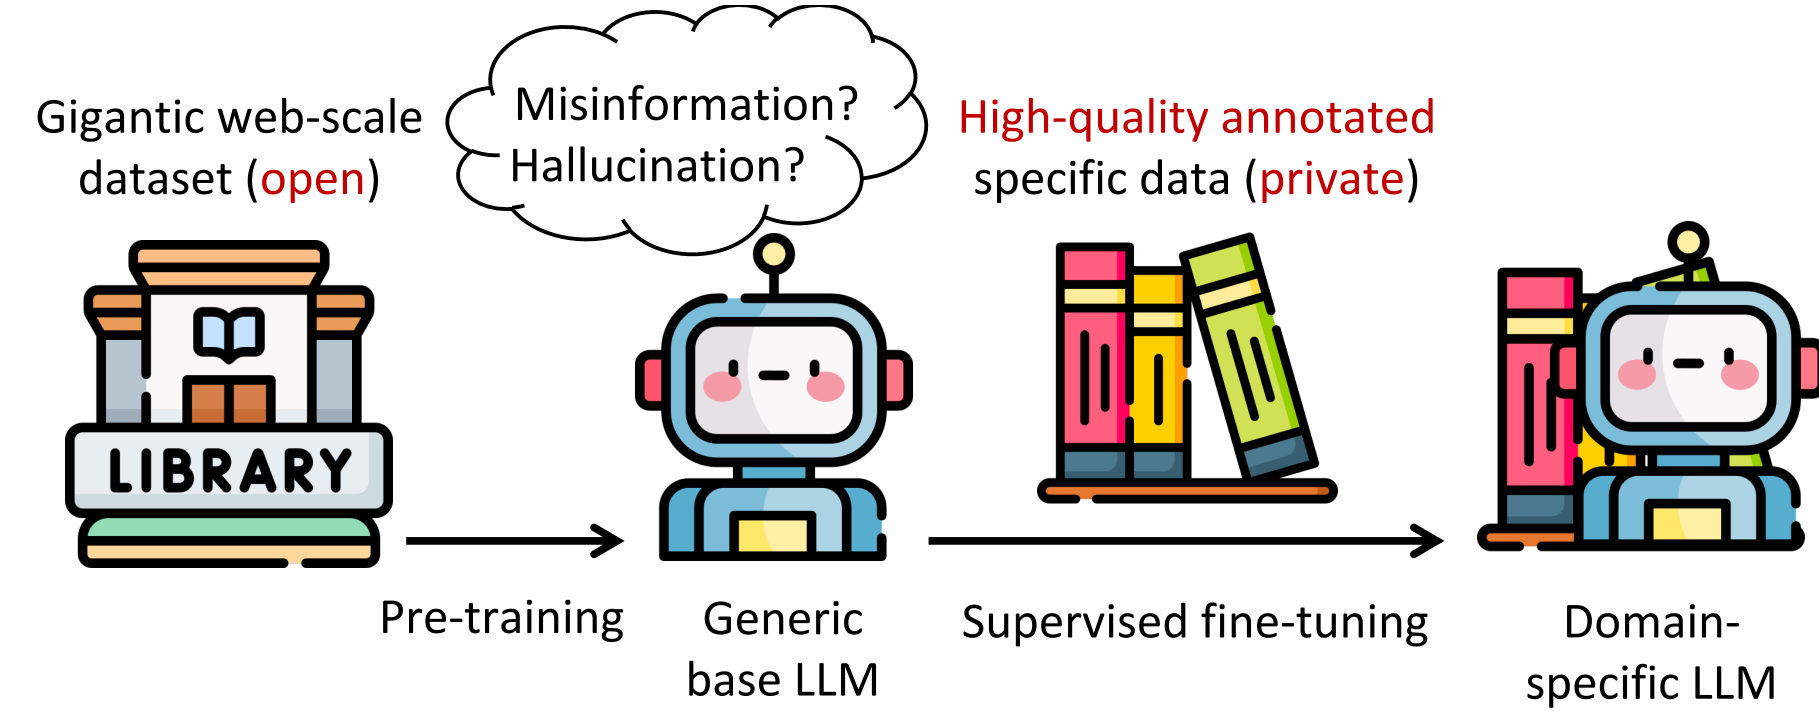 Gigantic web-scale
dataset (open)
Misinformation?
Hallucination?
High-quality annotated
specific data (private)
LIBRARY
Pre-training
Generic
base LLM
Supervised fine-tuning
Domain-
specific LLM